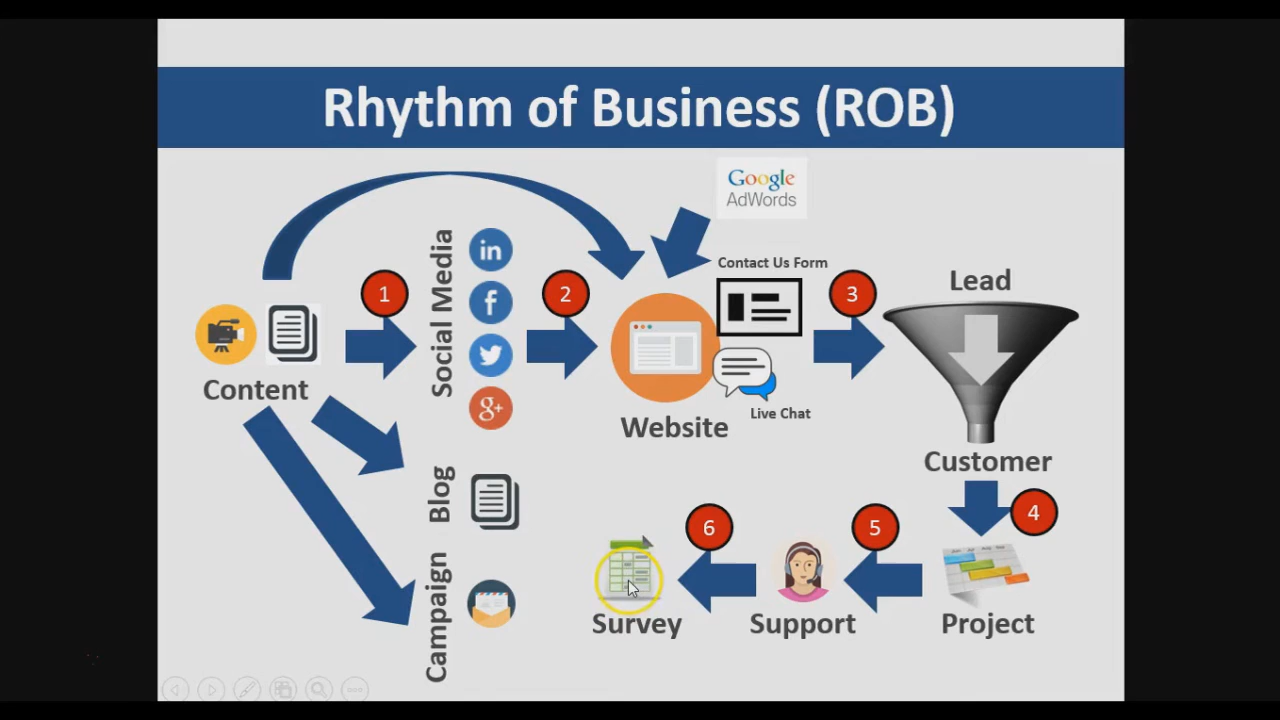 Rhythm of Business (ROB)
Google
AdWords
Contact Us Form
Social Media
in
f
g+
1
2
3
Lead
Content
Website
Live Chat
Customer
Blog
4
5
6
Campaign
Survey
Support
Project